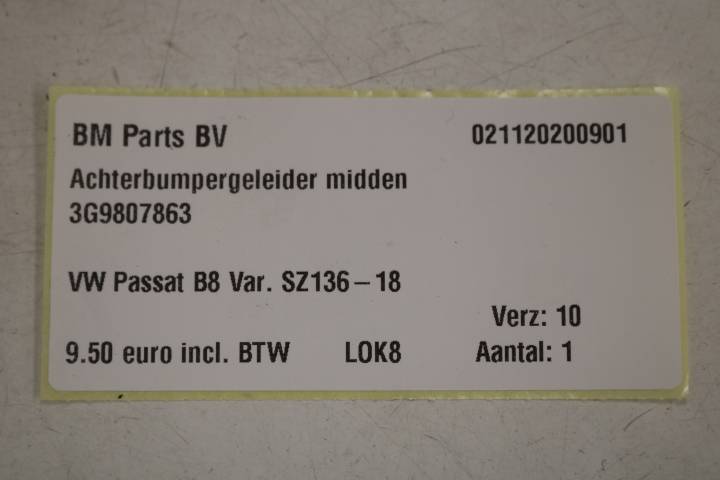 BM Parts BV 021120200901
Achterbumpergeleider midden
3G9807863
VW Passat B8 Var. SZ136-18
Verz: 10
9.50 euro incl. BTW LOK8 Aantal: 1